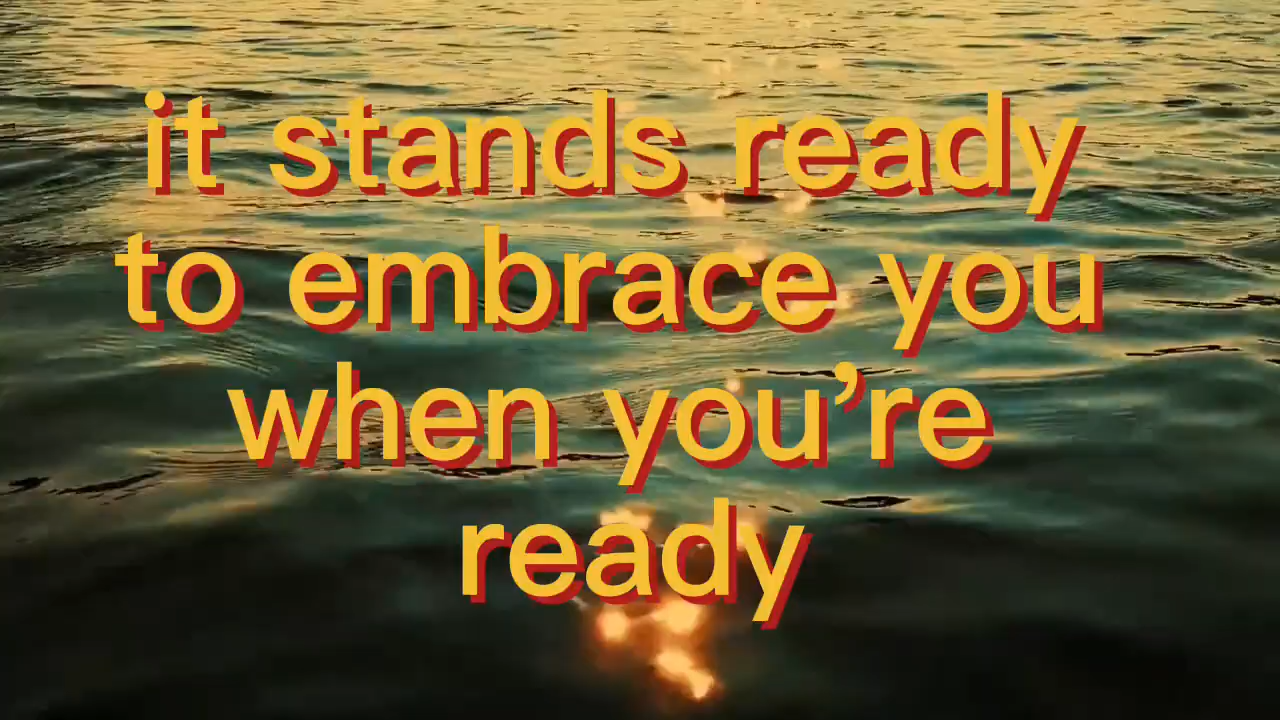 it stands ready
to embrace you
when you’re
ready